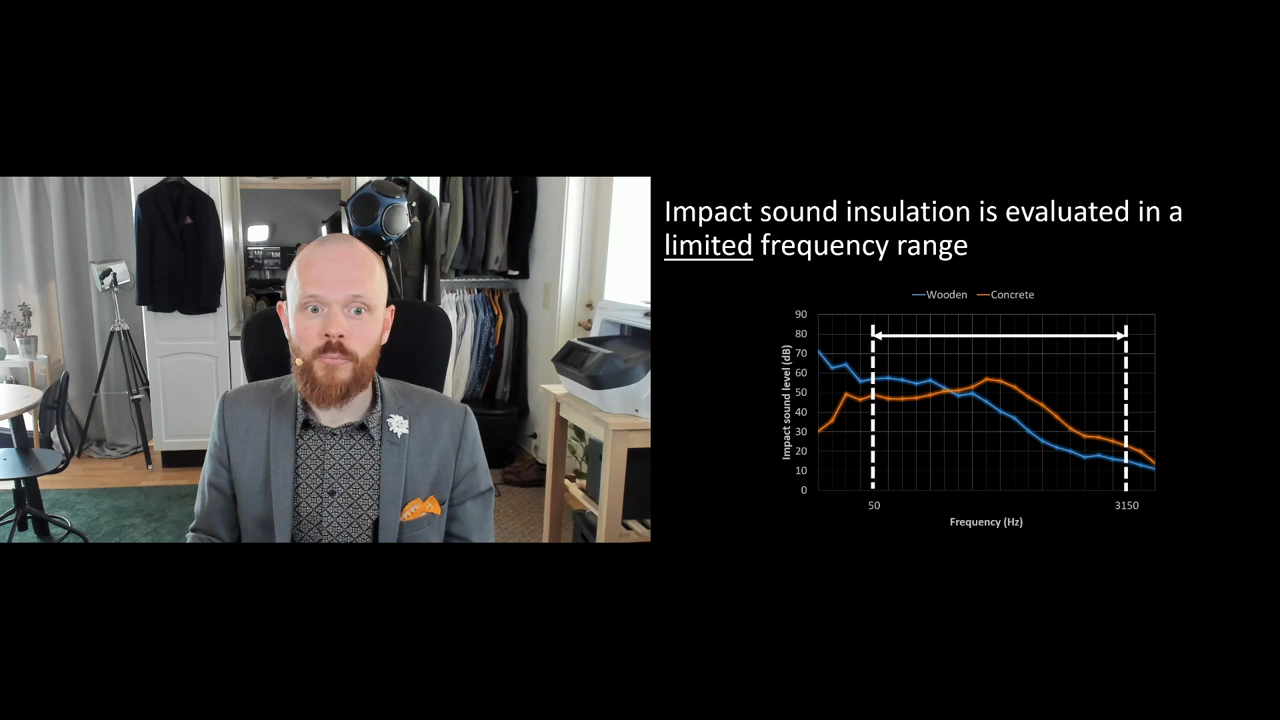 Impact sound insulation is evaluated in a
limited frequency range
Wooden Concrete
90
80
70
60
50
40
30
20
10
0
Impact sound level (dB)
50 3150
Frequency (Hz)